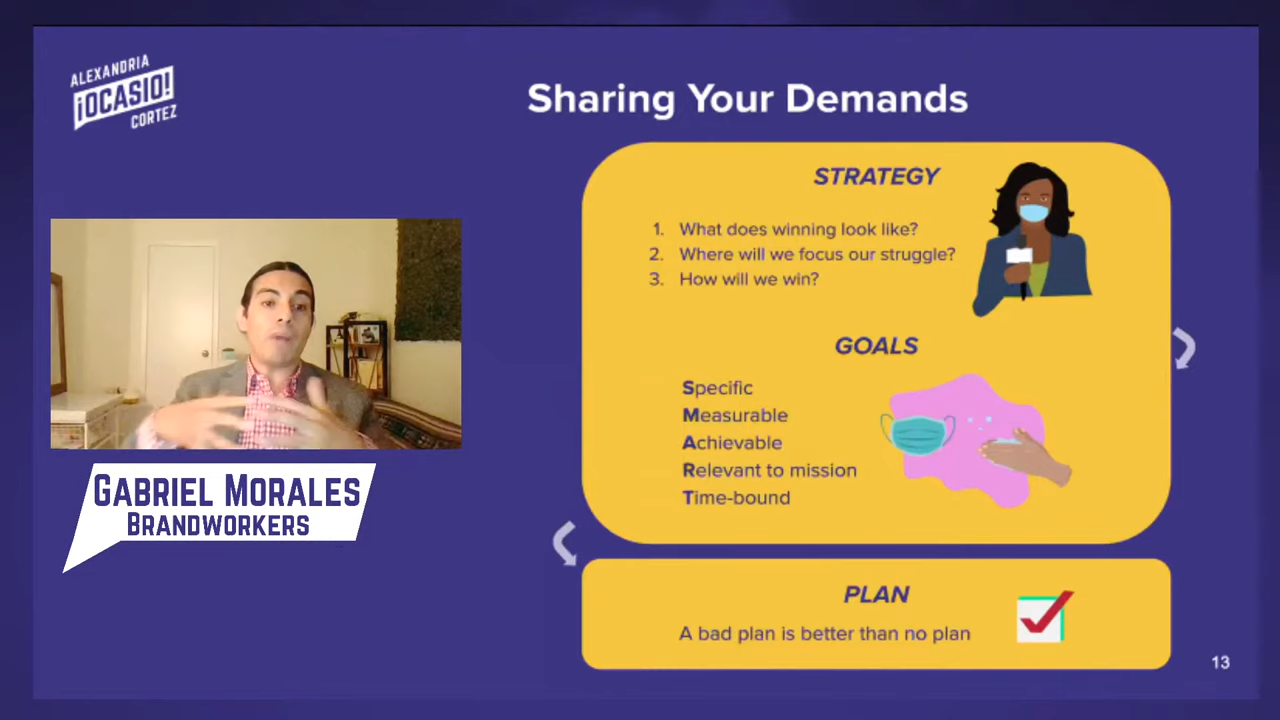 ALEXANDRIA
¡OCASIO!
CORTEZ
Sharing Your Demands
STRATEGY
1. What does winning look like?
2. Where will we focus our struggle?
3. How will we win?
GOALS
Specific
Measurable
Achievable
Relevant to mission
Time-bound
GABRIEL MORALES
BRANDWORKERS
PLAN
A bad plan is better than no plan
13